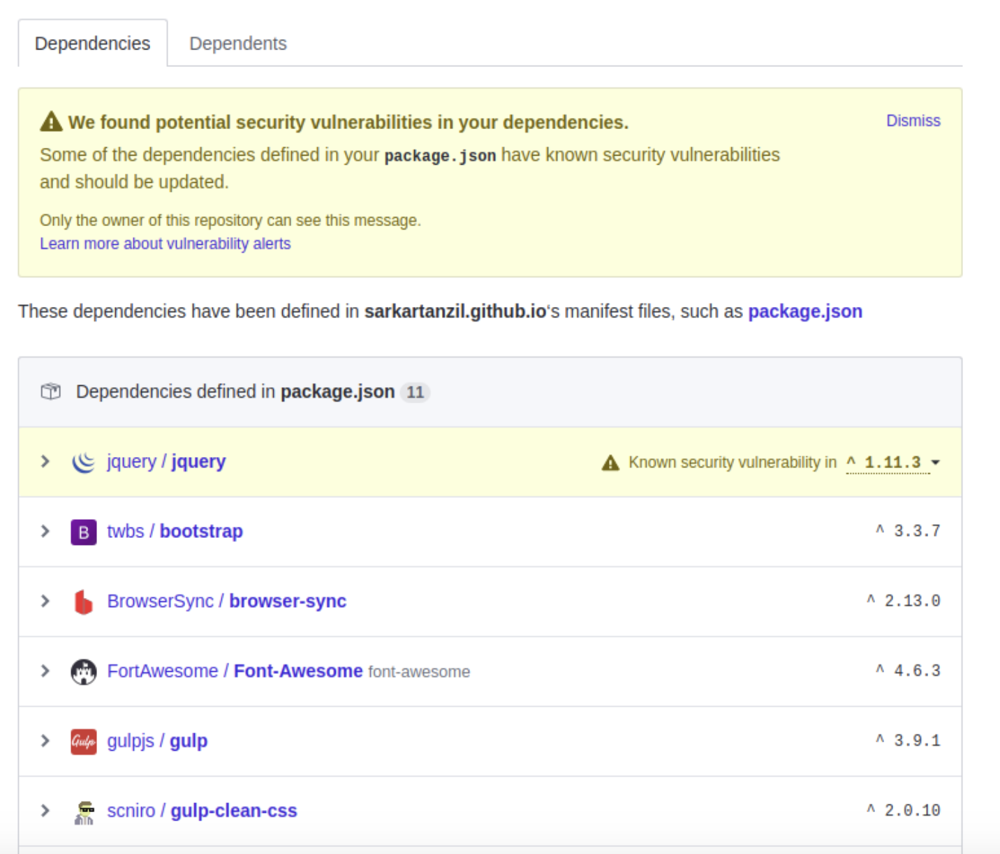 Dependencies Dependents
We found potential security vulnerabilities in your dependencies. Dismiss
Some of the dependencies defined in your package.json have known security vulnerabilities
and should be updated.
Only the owner of this repository can see this message.
Learn more about vulnerability alerts
These dependencies have been defined in sarkartanzil.github.io‘s manifest files, such as package.json
Dependencies defined in package.json 11
jquery / jquery Known security vulnerability in ^ 1.11.3
B twbs / bootstrap ^ 3.3.7
BrowserSync / browser-sync ^ 2.13.0
FortAwesome / Font-Awesome font-awesome ^ 4.6.3
Gulp gulpjs / gulp ^ 3.9.1
scniro / gulp-clean-css ^ 2.0.10